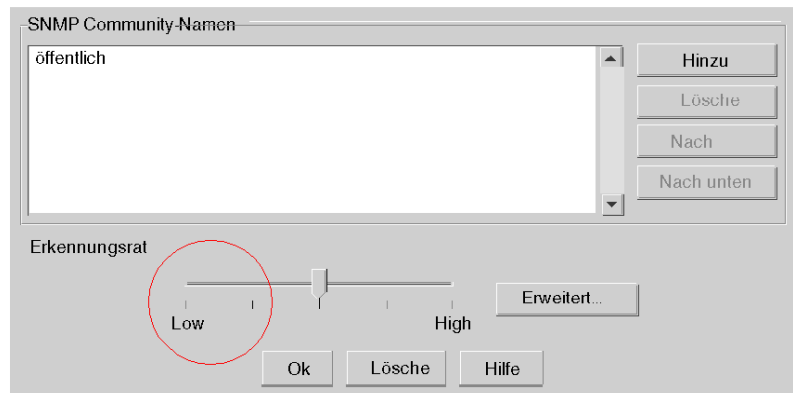 SNMP Community-Namen
öffentlich
Hinzu
Lösche
Nach
Nach unten
Erkennungsrat
Erweitert...
Low
High
Ok
Lösche
Hilfe